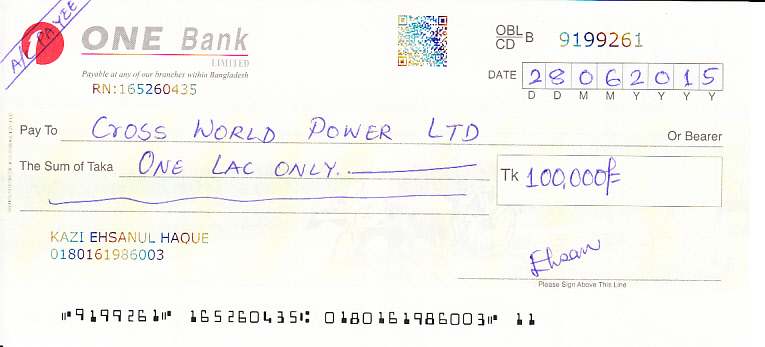 A/C PAYEE
ONE Bank
LIMITED
Payable at any of our branches within Bangladesh
RN:165260435
OBL B 9199261
CD
DATE 28062015
D D M M Y Y Y Y
Pay To CROSS WORLD POWER LTD Or Bearer
The Sum of Taka ONE LAC ONLY. Tk 100,000/=
KAZI EHSANUL HAQUE
0180161986003
Ehsan
Please Sign Above This Line
⑈9199261⑈ 165260435⑆ 0180161986003⑈ 11